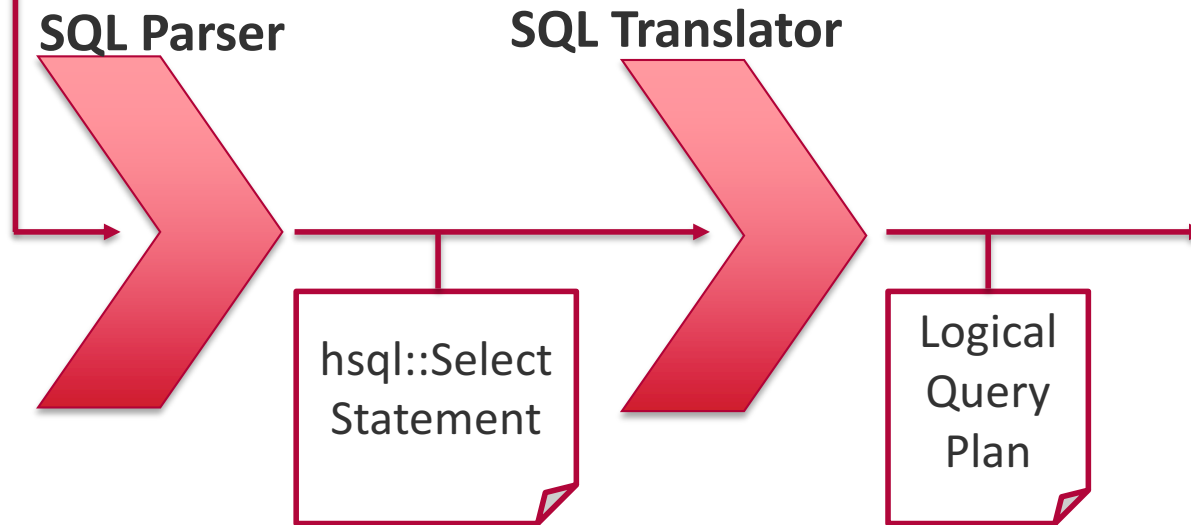 SQL Parser
SQL Translator
hsql::Select
Statement
Logical
Query
Plan